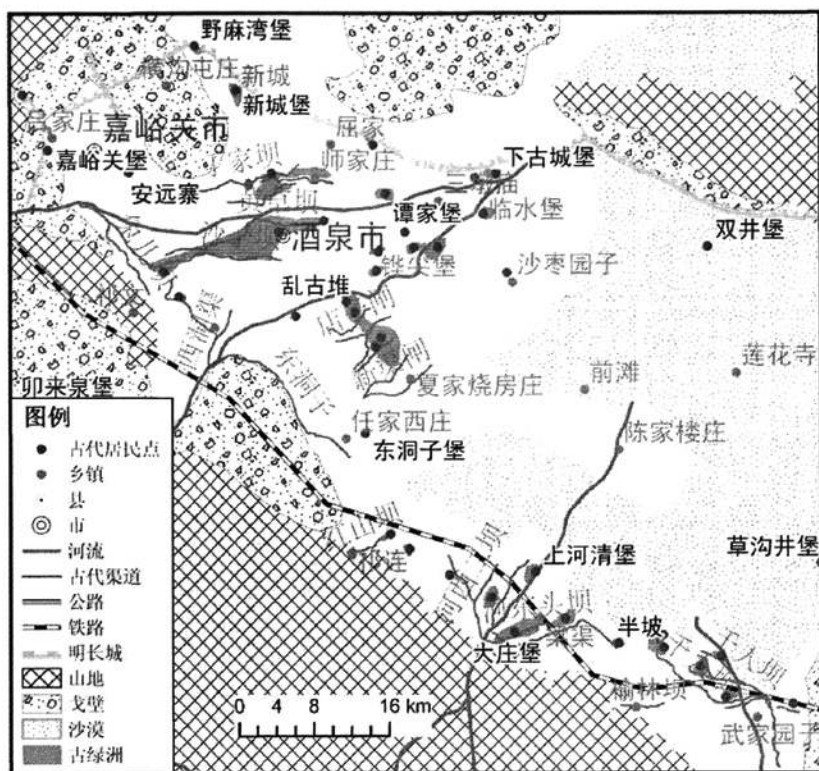 野麻湾堡
新城
新城堡
嘉峪关市
嘉峪关堡
屈家
师家庄
安远寨
下古城堡
临水堡
谭家堡
酒泉市
双井堡
铧尖堡
沙枣园子
乱古堆
东洞子
莲花寺
前滩
夏家烧房庄
卯来泉堡
任家西庄
东洞子堡
陈家楼庄
祁连
上河清堡
草沟井堡
半坡
大庄堡
榆林坝
武家园子
图例
古代居民点
乡镇
县
市
河流
古代渠道
公路
铁路
明长城
山地
戈壁
沙漠
古绿洲
0 4 8 16 km